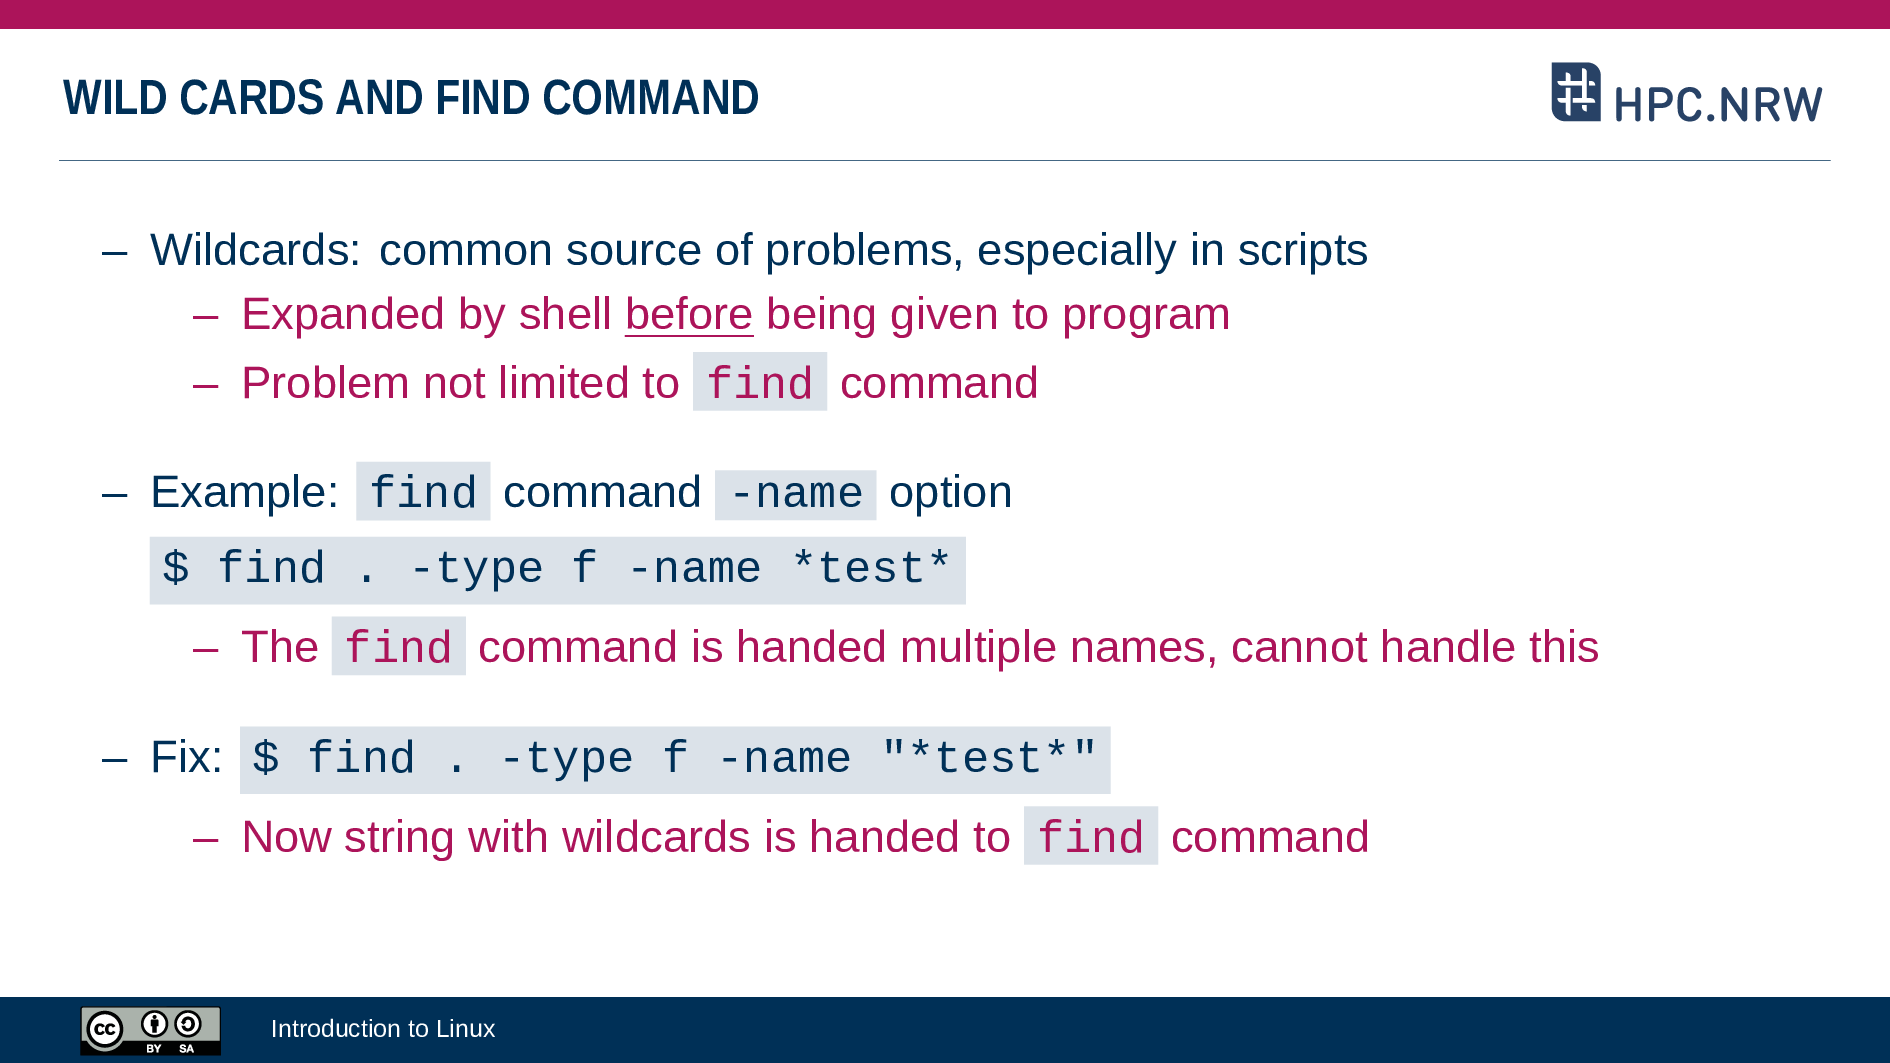 WILD CARDS AND FIND COMMAND
HPC.NRW
– Wildcards: common source of problems, especially in scripts
– Expanded by shell before being given to program
– Problem not limited to find command
– Example: find command -name option
$ find . -type f -name *test*
– The find command is handed multiple names, cannot handle this
– Fix: $ find . -type f -name "*test*"
– Now string with wildcards is handed to find command
cc BY SA
Introduction to Linux